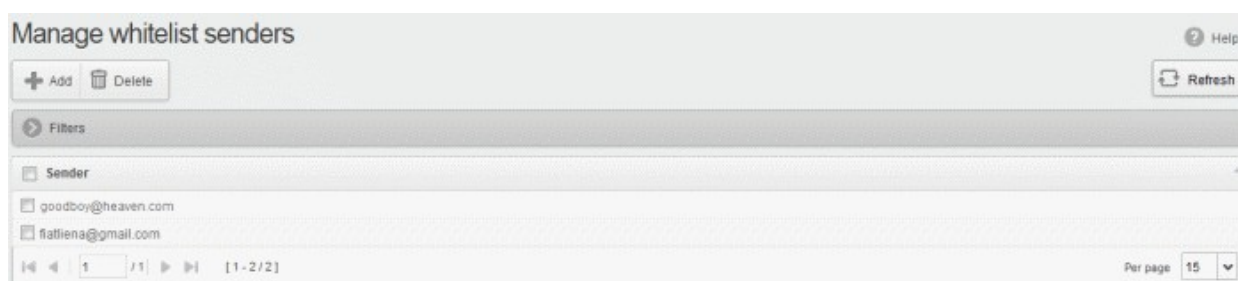 Manage whitelist senders
Help
Add Delete
Refresh
Filters
Sender
goodboy@heaven.com
flatliena@gmail.com
1 /1 [1-2/2] Per page 15